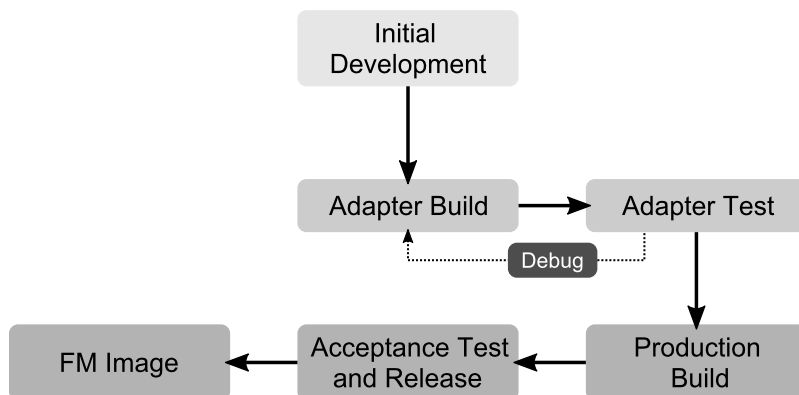 Initial
Development
Adapter Build
Adapter Test
Debug
FM Image
Acceptance Test
and Release
Production
Build